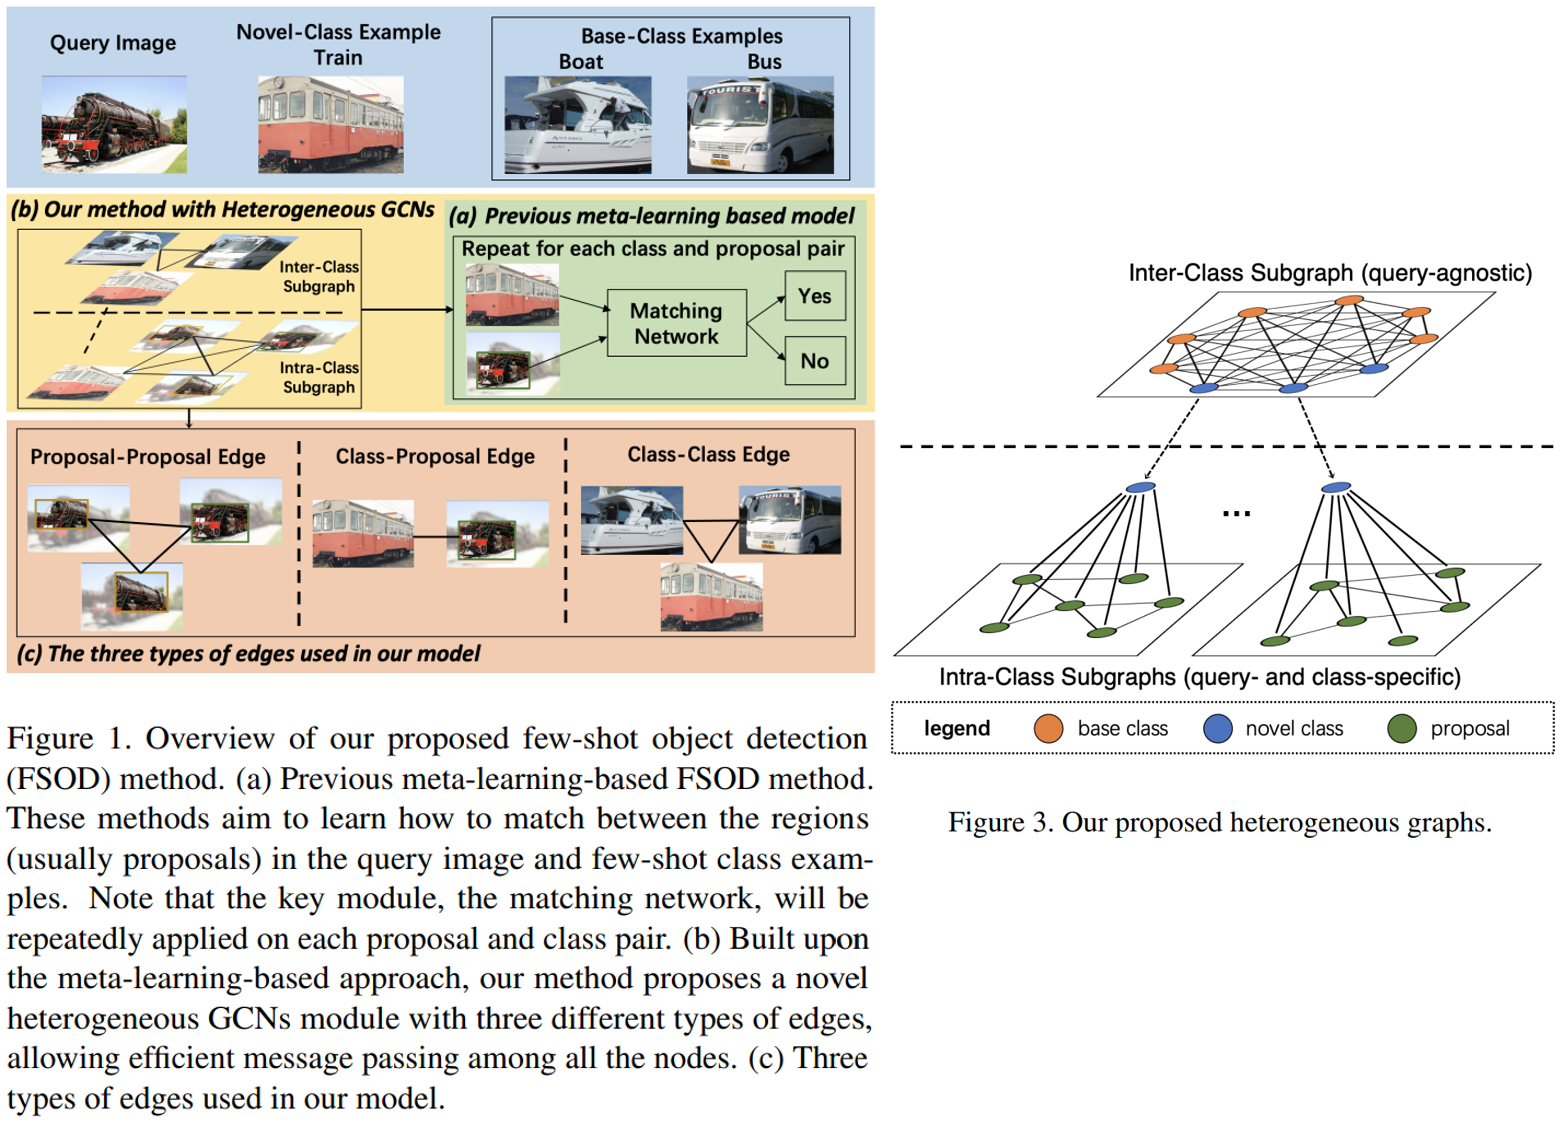 Query Image
Novel-Class Example
Train
Base-Class Examples
Boat
Bus
TOURIST
(b) Our method with Heterogeneous GCNs
Inter-Class
Subgraph
Intra-Class
Subgraph
(a) Previous meta-learning based model
Repeat for each class and proposal pair
Matching
Network
Yes
No
Proposal-Proposal Edge
Class-Proposal Edge
Class-Class Edge
TOURIST
(c) The three types of edges used in our model
Figure 1. Overview of our proposed few-shot object detection
(FSOD) method. (a) Previous meta-learning-based FSOD method.
These methods aim to learn how to match between the regions
(usually proposals) in the query image and few-shot class exam-
ples. Note that the key module, the matching network, will be
repeatedly applied on each proposal and class pair. (b) Built upon
the meta-learning-based approach, our method proposes a novel
heterogeneous GCNs module with three different types of edges,
allowing efficient message passing among all the nodes. (c) Three
types of edges used in our model.
Inter-Class Subgraph (query-agnostic)
...
Intra-Class Subgraphs (query- and class-specific)
legend
base class
novel class
proposal
Figure 3. Our proposed heterogeneous graphs.